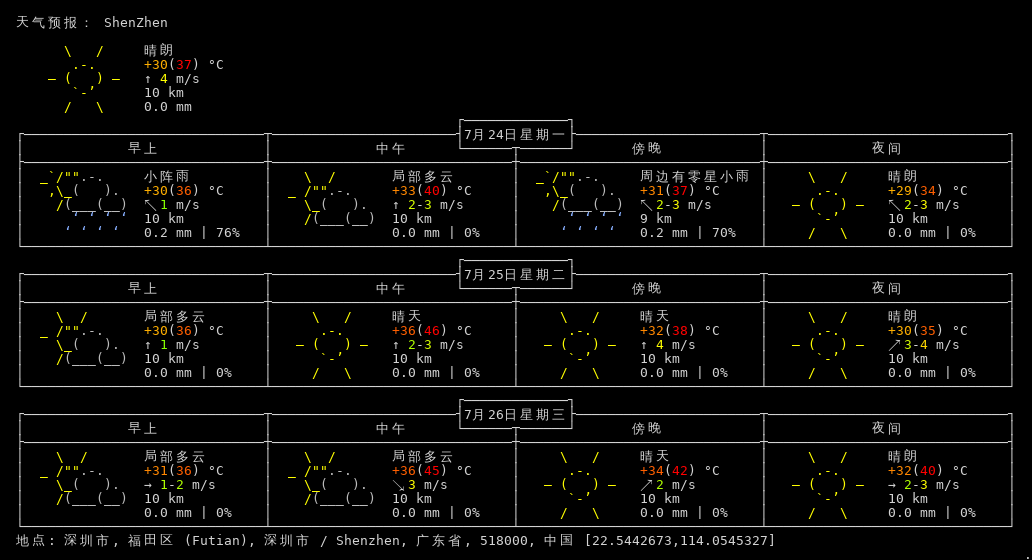 天气预报： ShenZhen
晴朗
+30(37) °C
↑ 4 m/s
10 km
0.0 mm
7月24日星期一
早上 中午 傍晚 夜间
小阵雨 局部多云 周边有零星小雨 晴朗
+30(36) °C +33(40) °C +31(37) °C +29(34) °C
↖ 1 m/s ↑ 2-3 m/s ↖ 2-3 m/s ↖ 2-3 m/s
10 km 10 km 9 km 10 km
0.2 mm | 76% 0.0 mm | 0% 0.2 mm | 70% 0.0 mm | 0%
7月25日星期二
早上 中午 傍晚 夜间
局部多云 晴天 晴天 晴朗
+30(36) °C +36(46) °C +32(38) °C +30(35) °C
↑ 1 m/s ↑ 2-3 m/s ↑ 4 m/s ↗ 3-4 m/s
10 km 10 km 10 km 10 km
0.0 mm | 0% 0.0 mm | 0% 0.0 mm | 0% 0.0 mm | 0%
7月26日星期三
早上 中午 傍晚 夜间
局部多云 局部多云 晴天 晴朗
+31(36) °C +36(45) °C +34(42) °C +32(40) °C
→ 1-2 m/s ↘ 3 m/s ↗ 2 m/s → 2-3 m/s
10 km 10 km 10 km 10 km
0.0 mm | 0% 0.0 mm | 0% 0.0 mm | 0% 0.0 mm | 0%
地点: 深圳市, 福田区 (Futian), 深圳市 / Shenzhen, 广东省, 518000, 中国 [22.5442673,114.0545327]